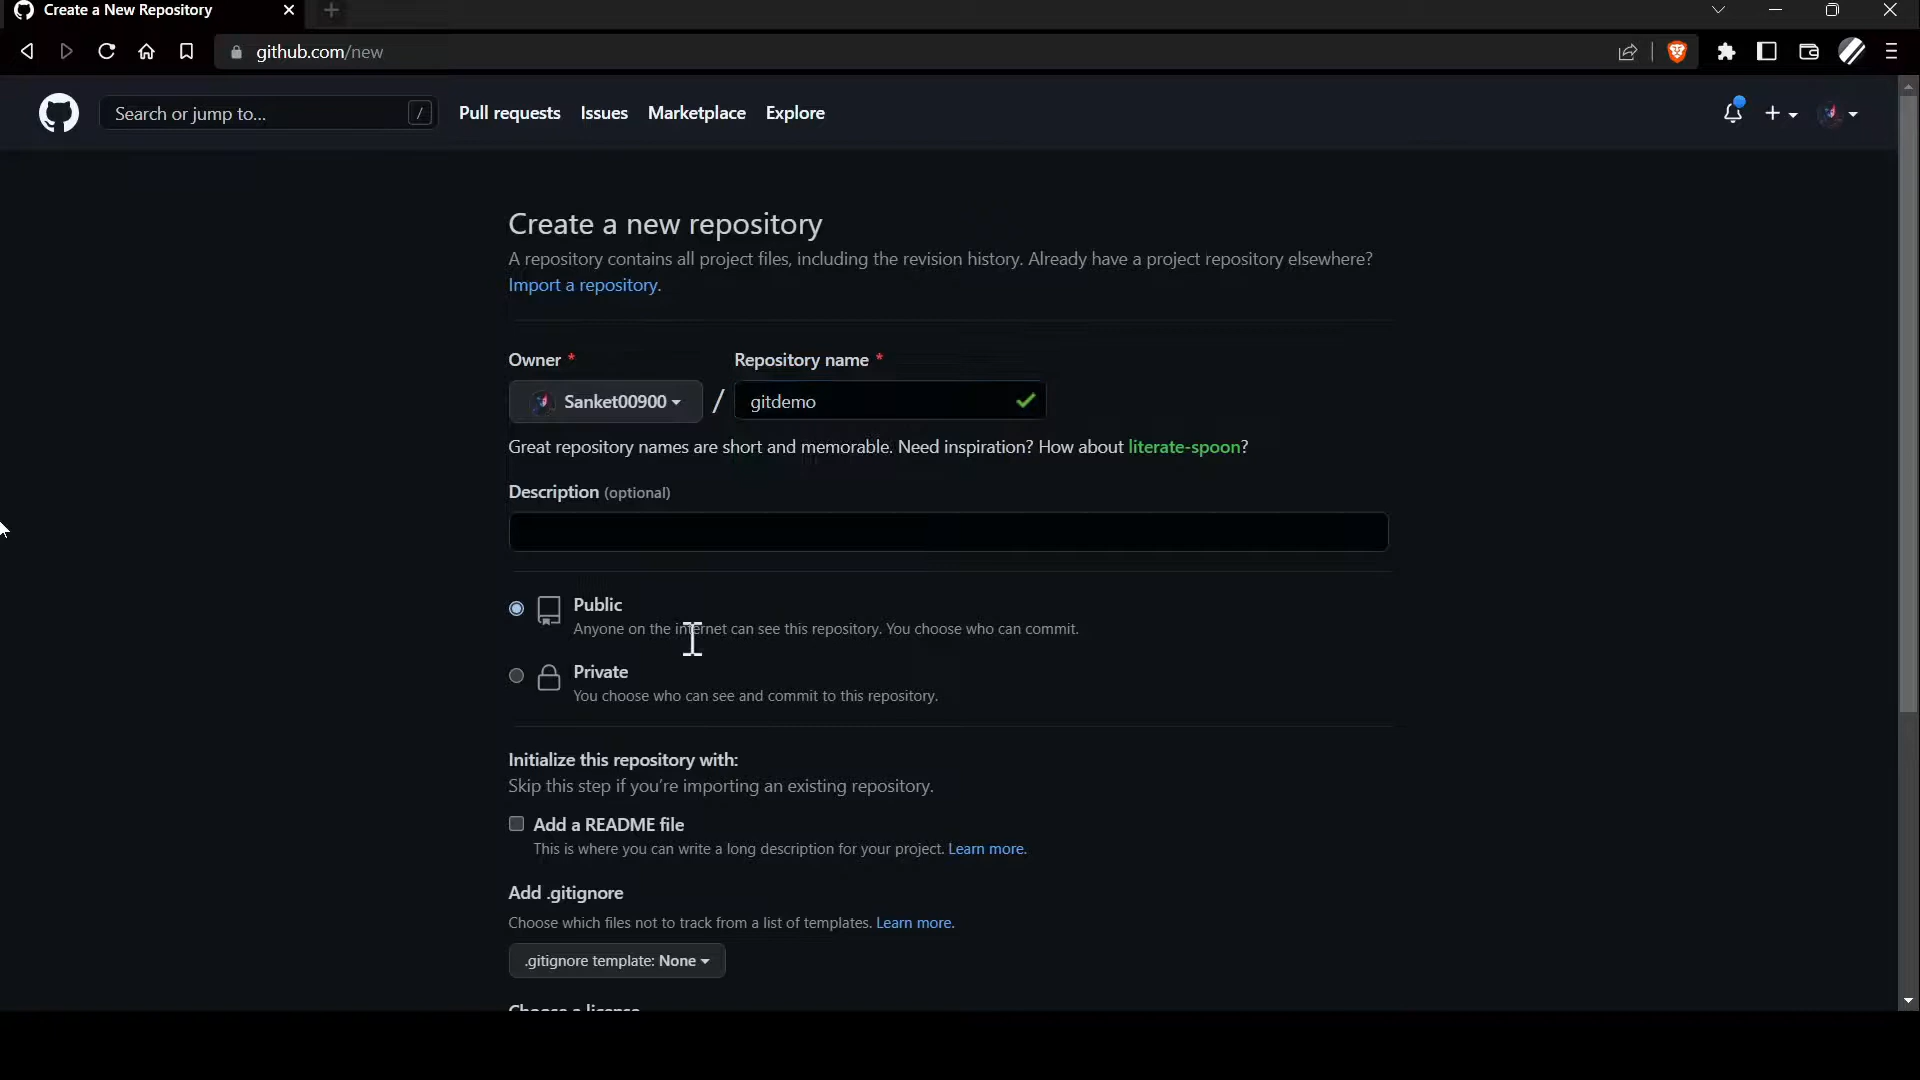 Create a New Repository
github.com/new
Search or jump to... /
Pull requests Issues Marketplace Explore
Create a new repository
A repository contains all project files, including the revision history. Already have a project repository elsewhere?
Import a repository.
Owner * Repository name *
Sanket00900 / gitdemo
Great repository names are short and memorable. Need inspiration? How about literate-spoon?
Description (optional)
Public
Anyone on the internet can see this repository. You choose who can commit.
Private
You choose who can see and commit to this repository.
Initialize this repository with:
Skip this step if you're importing an existing repository.
Add a README file
This is where you can write a long description for your project. Learn more.
Add .gitignore
Choose which files not to track from a list of templates. Learn more.
.gitignore template: None
Choose a license